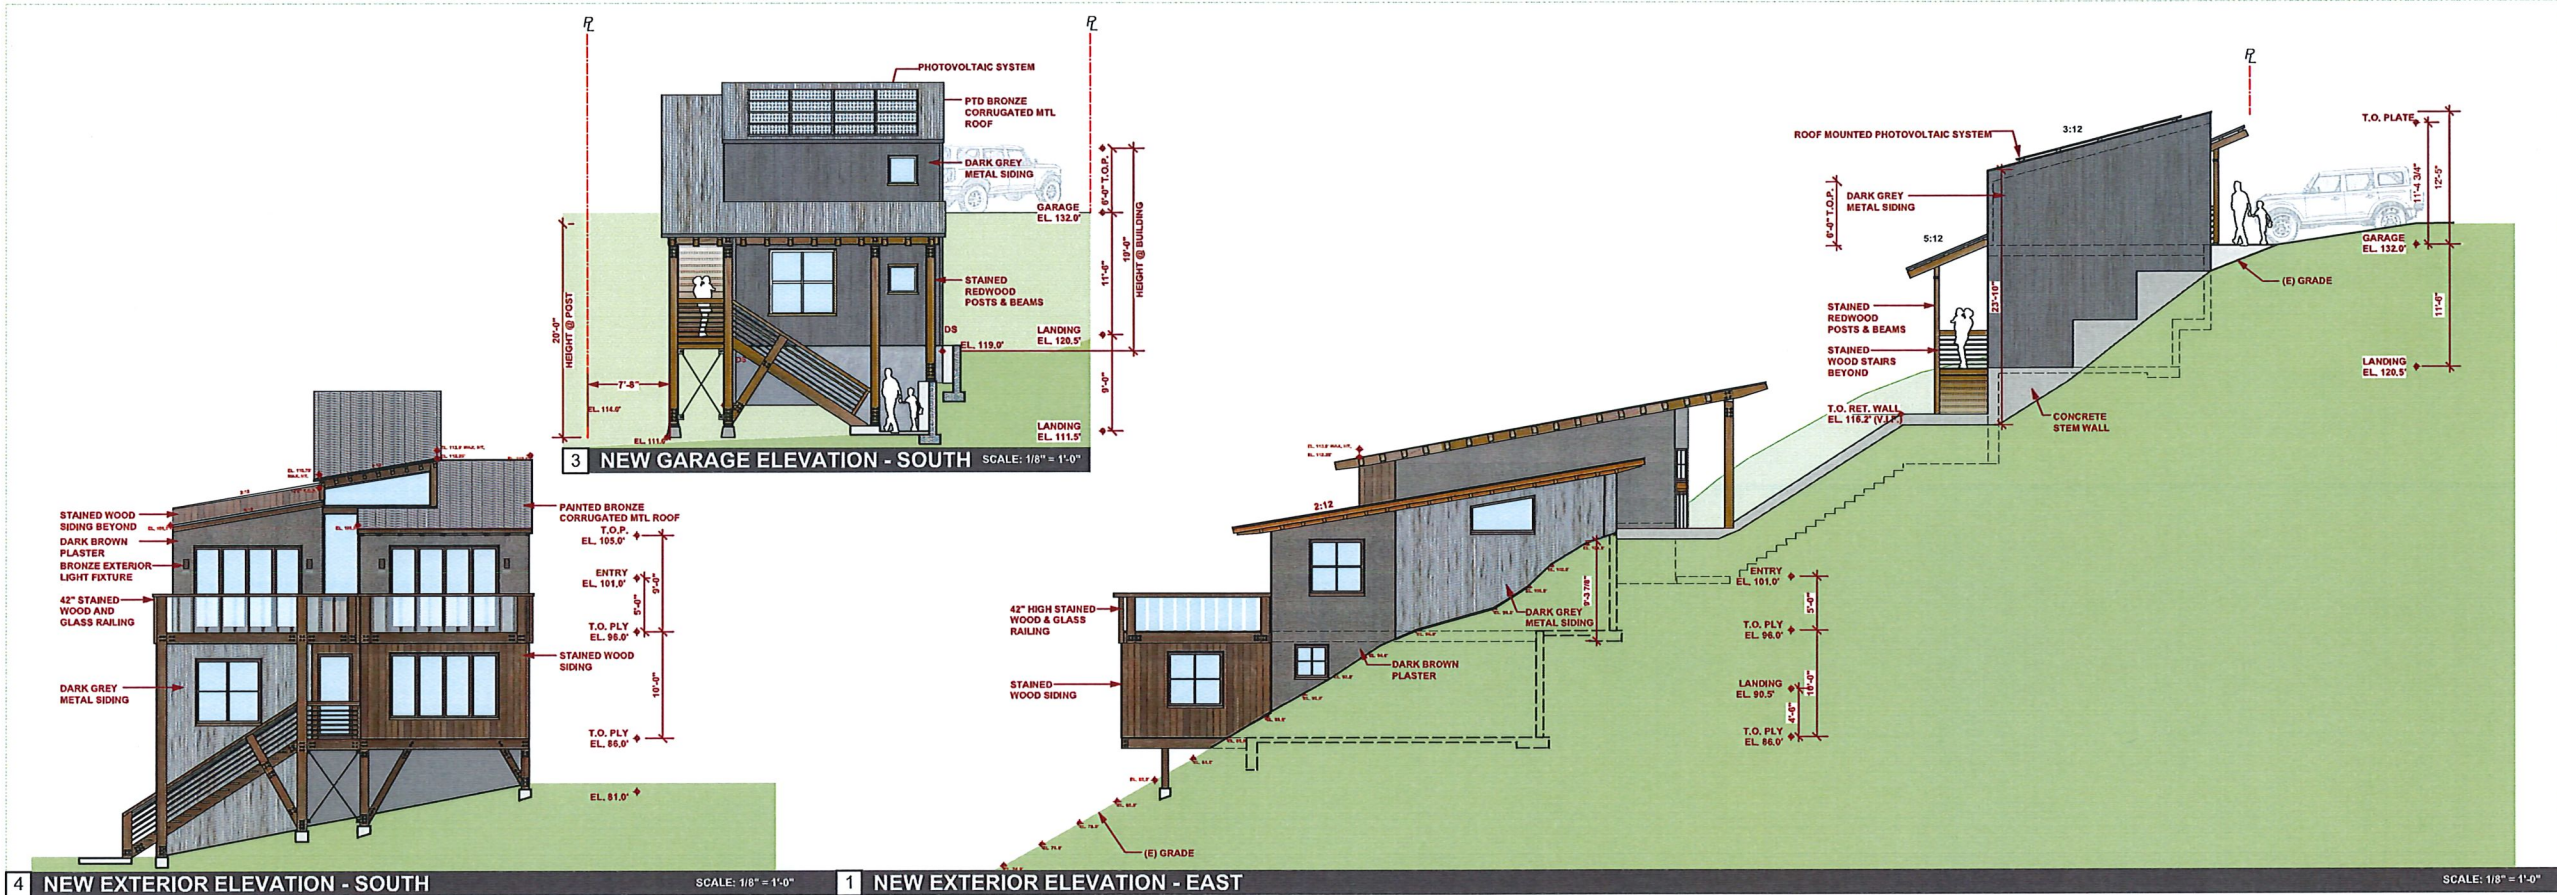 PL
PL
PHOTOVOLTAIC SYSTEM
PTD BRONZE
CORRUGATED MTL
ROOF
DARK GREY
METAL SIDING
6'-0" T.O.P.
GARAGE
EL. 132.0'
19'-0"
HEIGHT @ BUILDING
11'-6"
STAINED
REDWOOD
POSTS & BEAMS
20'-0"
HEIGHT @ POST
DS
LANDING
EL. 120.5'
EL. 119.0'
DS
7'-8"
9'-0"
EL. 114.0'
LANDING
EL. 111.5'
3 NEW GARAGE ELEVATION - SOUTH SCALE: 1/8" = 1'-0"
STAINED WOOD
SIDING BEYOND
DARK BROWN
PLASTER
BRONZE EXTERIOR
LIGHT FIXTURE
42" STAINED
WOOD AND
GLASS RAILING
DARK GREY
METAL SIDING
PAINTED BRONZE
CORRUGATED MTL ROOF
T.O.P.
EL. 105.0'
ENTRY
EL. 101.0'
9'-0"
5'-0"
T.O. PLY
EL. 96.0'
STAINED WOOD
SIDING
10'-0"
T.O. PLY
EL. 86.0'
EL. 81.0'
4 NEW EXTERIOR ELEVATION - SOUTH SCALE: 1/8" = 1'-0"
PL
ROOF MOUNTED PHOTOVOLTAIC SYSTEM
3:12
T.O. PLATE
11'-4 3/4"
12'-5"
DARK GREY
METAL SIDING
6'-0" T.O.P.
5:12
GARAGE
EL. 132.0'
(E) GRADE
23'-10"
STAINED
REDWOOD
POSTS & BEAMS
11'-6"
STAINED
WOOD STAIRS
BEYOND
LANDING
EL. 120.5'
T.O. RET. WALL
EL. 116.2' (V.I.F.)
CONCRETE
STEM WALL
2:12
ENTRY
EL. 101.0'
9'-3 7/8"
5'-0"
42" HIGH STAINED
WOOD & GLASS
RAILING
DARK GREY
METAL SIDING
T.O. PLY
EL. 96.0'
DARK BROWN
PLASTER
STAINED
WOOD SIDING
LANDING
EL. 90.5'
10'-0"
4'-6"
T.O. PLY
EL. 86.0'
(E) GRADE
1 NEW EXTERIOR ELEVATION - EAST SCALE: 1/8" = 1'-0"